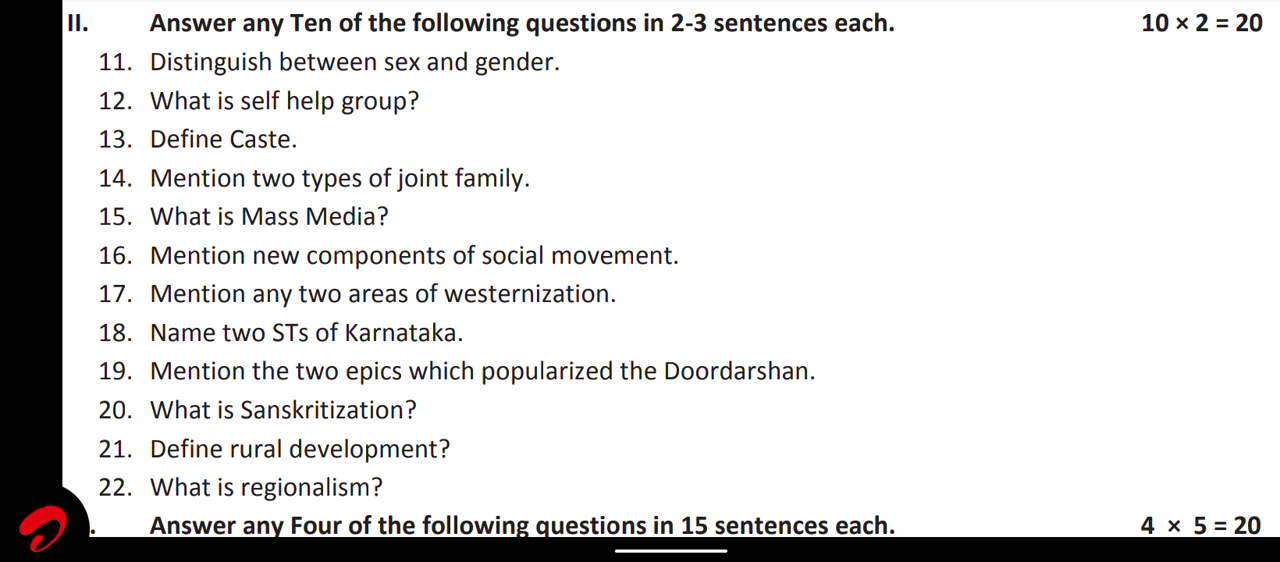 II. Answer any Ten of the following questions in 2-3 sentences each. 10 × 2 = 20
11. Distinguish between sex and gender.
12. What is self help group?
13. Define Caste.
14. Mention two types of joint family.
15. What is Mass Media?
16. Mention new components of social movement.
17. Mention any two areas of westernization.
18. Name two STs of Karnataka.
19. Mention the two epics which popularized the Doordarshan.
20. What is Sanskritization?
21. Define rural development?
22. What is regionalism?
. Answer any Four of the following questions in 15 sentences each. 4 × 5 = 20